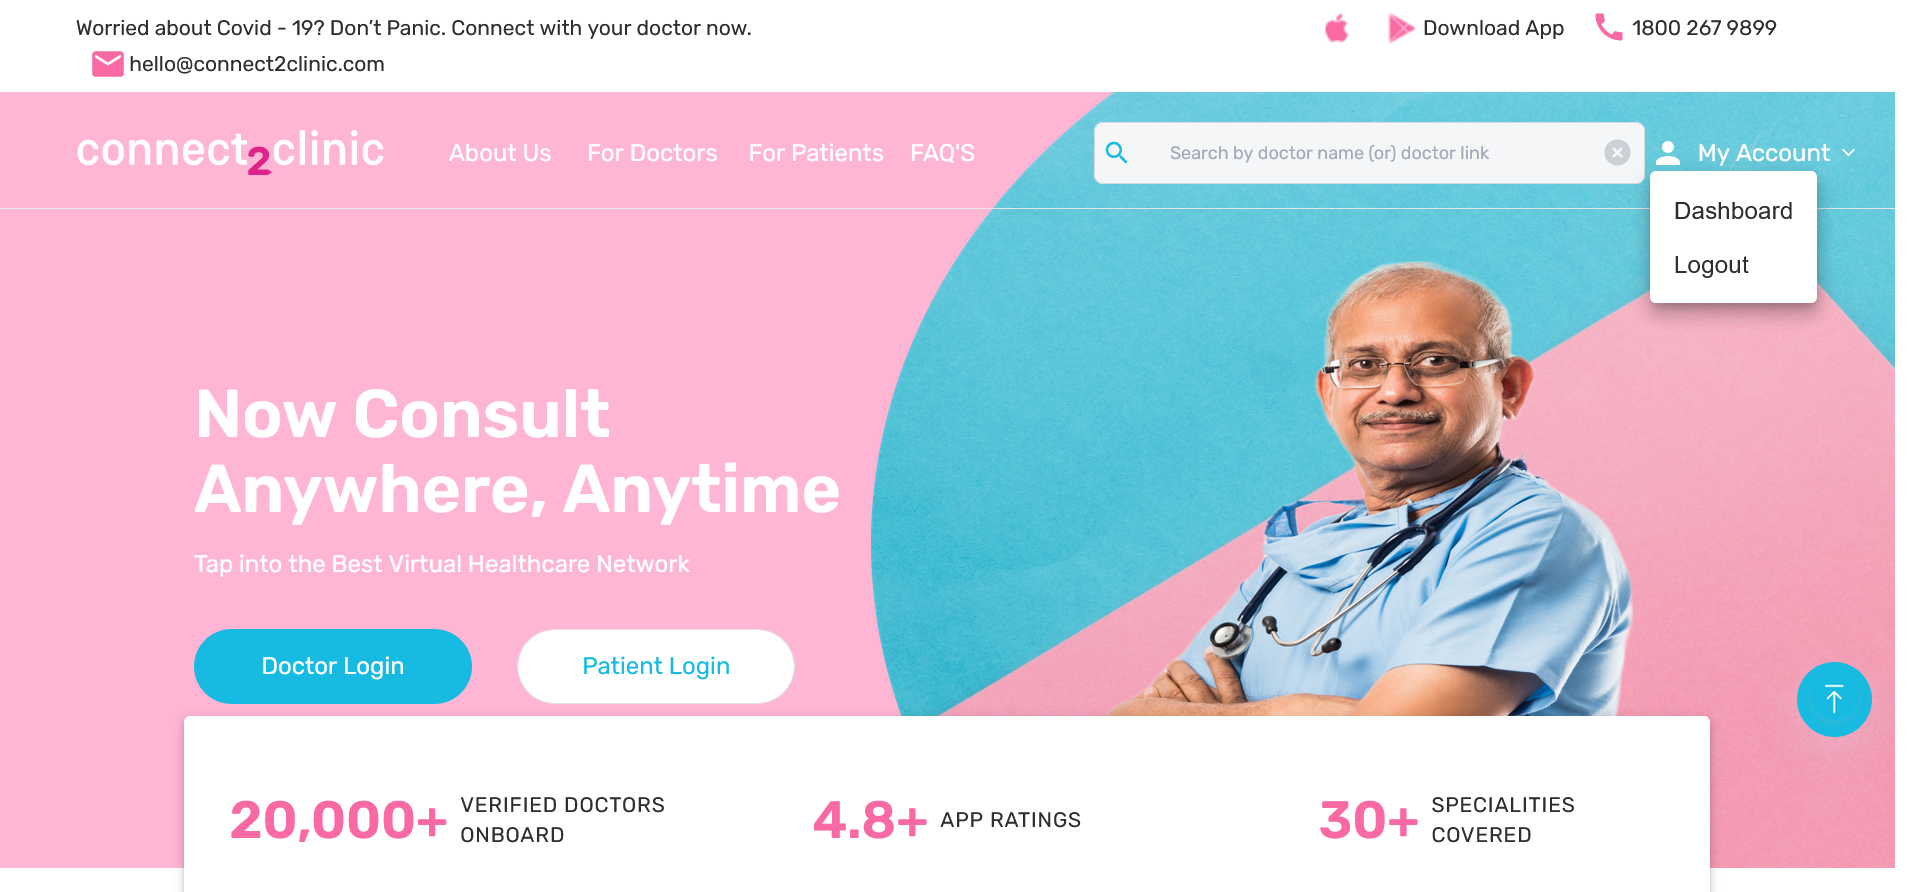 Worried about Covid - 19? Don't Panic. Connect with your doctor now.
Download App
1800 267 9899
hello@connect2clinic.com
connect2clinic
About Us
For Doctors
For Patients
FAQ'S
Search by doctor name (or) doctor link
My Account
Dashboard
Logout
Now Consult
Anywhere, Anytime
Tap into the Best Virtual Healthcare Network
Doctor Login
Patient Login
20,000+
VERIFIED DOCTORS
ONBOARD
4.8+
APP RATINGS
30+
SPECIALITIES
COVERED